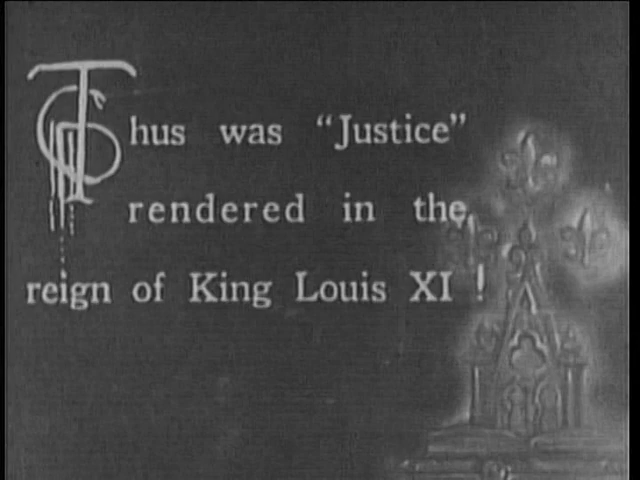 Thus was "Justice"
rendered in the
reign of King Louis XI !